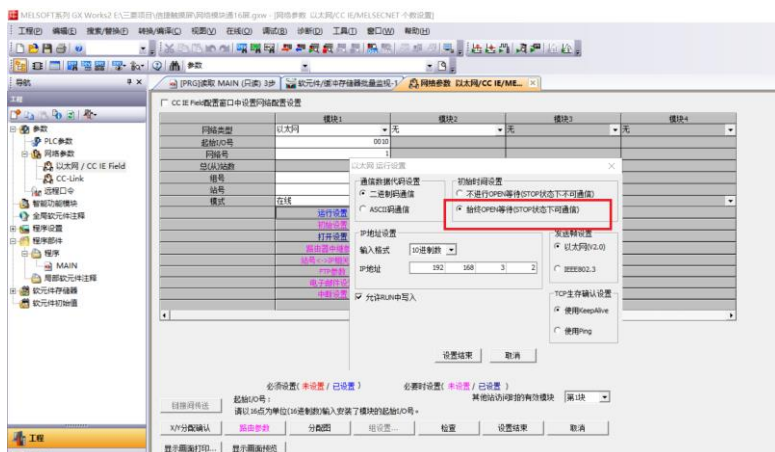 MELSOFT系列 GX Works2 E:\三菱项目\信捷触摸屏\网络模块通16屏.gxw - [网络参数 以太网/CC IE/MELSECNET 个数设置]
工程(P) 编辑(E) 搜索/替换(F) 转换/编译(C) 视图(V) 在线(O) 调试(B) 诊断(D) 工具(T) 窗口(W) 帮助(H)
参数
导航
[PRG]读取 MAIN (只读) 3步
软元件/缓冲存储器批量监视-1
网络参数 以太网/CC IE/ME...
工程
参数
PLC参数
网络参数
以太网 / CC IE Field
CC-Link
远程口令
智能功能模块
全局软元件注释
程序设置
程序部件
程序
MAIN
局部软元件注释
软元件存储器
软元件初始值
工程
CC IE Field配置窗口中设置网络配置设置
模块1 模块2 模块3 模块4
网络类型 以太网 无 无 无
起始I/O号 0010
网络号 1
总(从)站数
组号
站号
模式 在线
运行设置
初始设置
打开设置
路由器中继
站号<->IP相关
FTP参数
电子邮件设
中断设置
以太网 运行设置
通信数据代码设置
二进制码通信
ASCII码通信
初始时间设置
不进行OPEN等待(STOP状态下不可通信)
始终OPEN等待(STOP状态下可通信)
IP地址设置
输入格式 10进制数
IP地址 192 168 3 2
发送帧设置
以太网(V2.0)
IEEE802.3
允许RUN中写入
TCP生存确认设置
使用KeepAlive
使用Ping
设置结束 取消
必须设置( 未设置 / 已设置 ) 必要时设置( 未设置 / 已设置 )
链接间传送
起始I/O号: 其他站访问时的有效模块 第1块
请以16点为单位(16进制数)输入安装了模块的起始I/O号。
X/Y分配确认 路由参数 分配图 组设置... 检查 设置结束 取消
显示画面打印... 显示画面预览